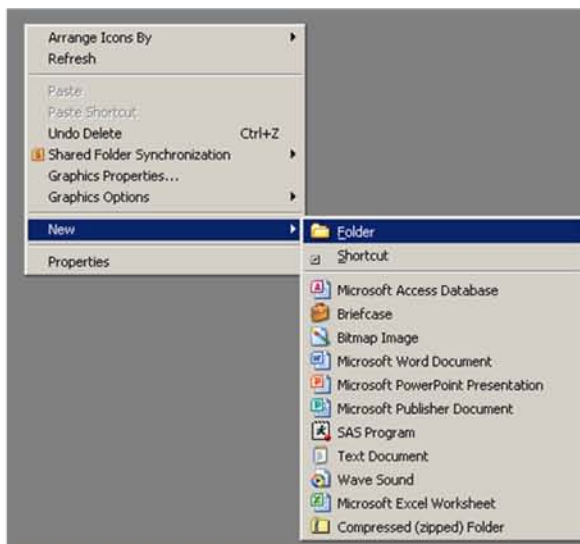 Arrange Icons By
Refresh
Paste
Paste Shortcut
Undo Delete Ctrl+Z
Shared Folder Synchronization
Graphics Properties...
Graphics Options
New
Properties
Folder
Shortcut
Microsoft Access Database
Briefcase
Bitmap Image
Microsoft Word Document
Microsoft PowerPoint Presentation
Microsoft Publisher Document
SAS Program
Text Document
Wave Sound
Microsoft Excel Worksheet
Compressed (zipped) Folder